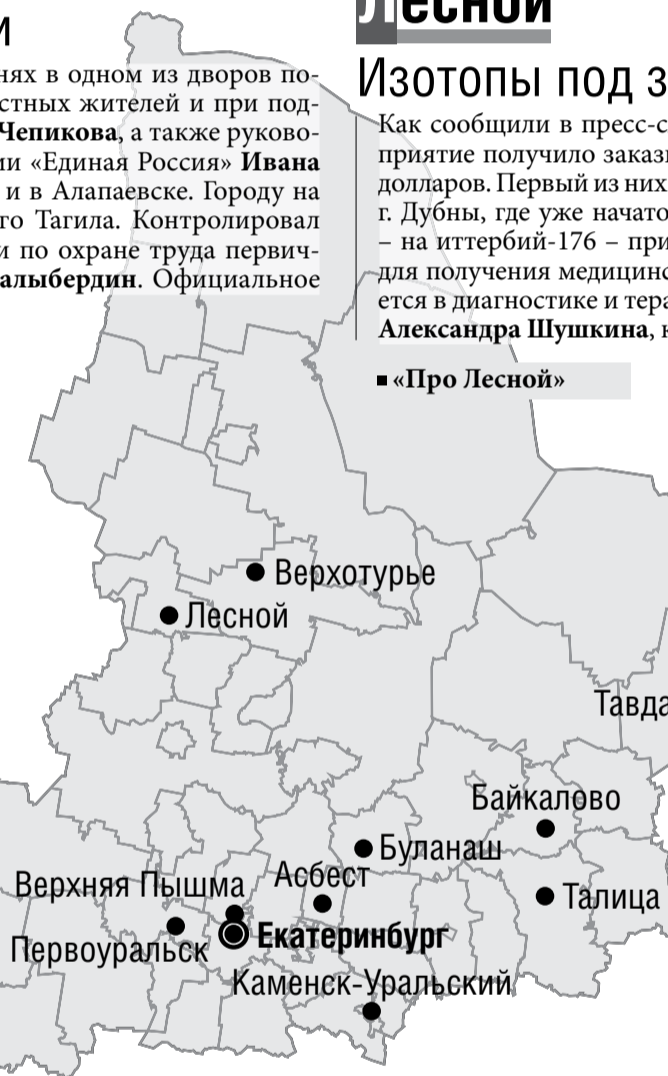 и
нях в одном из дворов по-
стных жителей и при под-
Чепикова, а также руково-
ии «Единая Россия» Ивана
и в Алапаевске. Городу на
го Тагила. Контролировал
и по охране труда первич-
алыбердин. Официальное
Лесной
Изотопы под з
Как сообщили в пресс-с
приятие получило заказ
долларов. Первый из них
г. Дубны, где уже начато
– на иттербий-176 – при
для получения медицинс
ется в диагностике и тера
Александра Шушкина, к
■ «Про Лесной»
Верхотурье
Лесной
Тавда
Байкалово
Буланаш
Асбест
Верхняя Пышма
Талица
Екатеринбург
Первоуральск
Каменск-Уральский